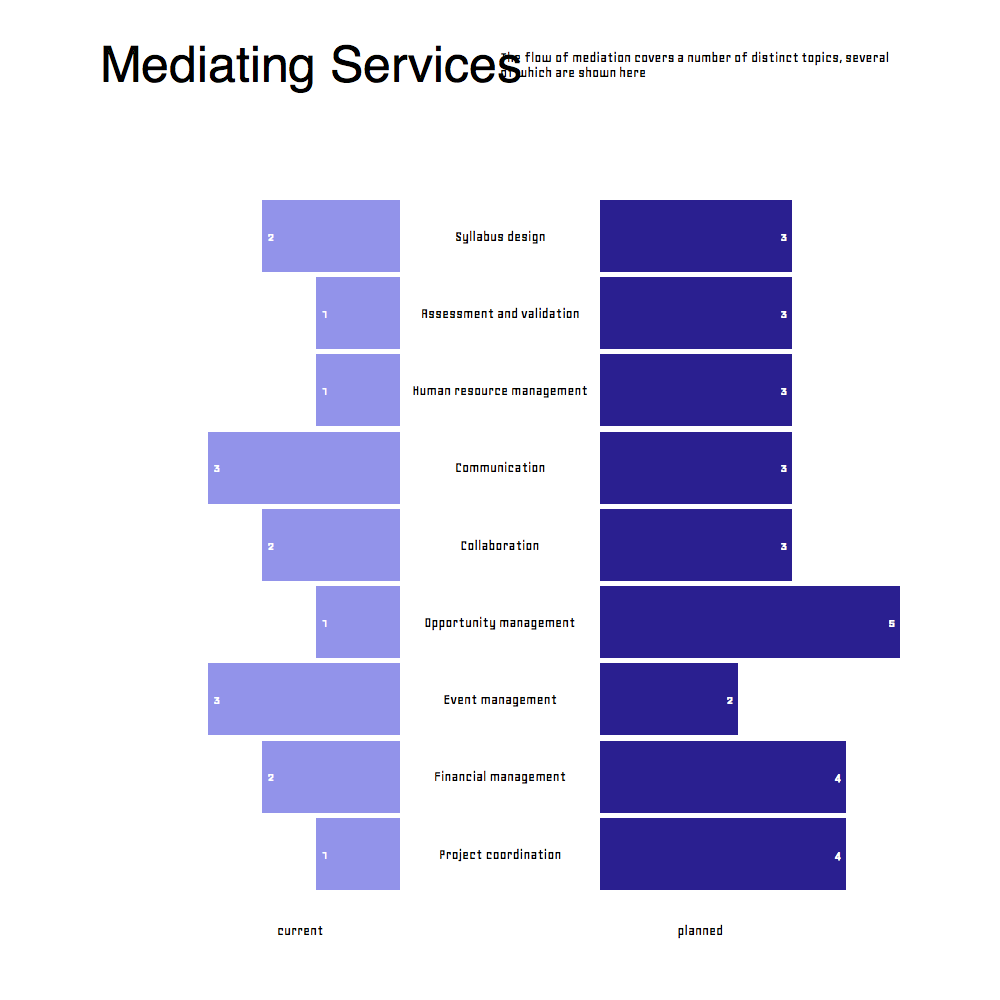 Mediating Services
The flow of mediation covers a number of distinct topics, several
of which are shown here
2 Syllabus design 3
1 Assessment and validation 3
1 Human resource management 3
3 Communication 3
2 Collaboration 3
1 Opportunity management 5
3 Event management 2
2 Financial management 4
1 Project coordination 4
current planned